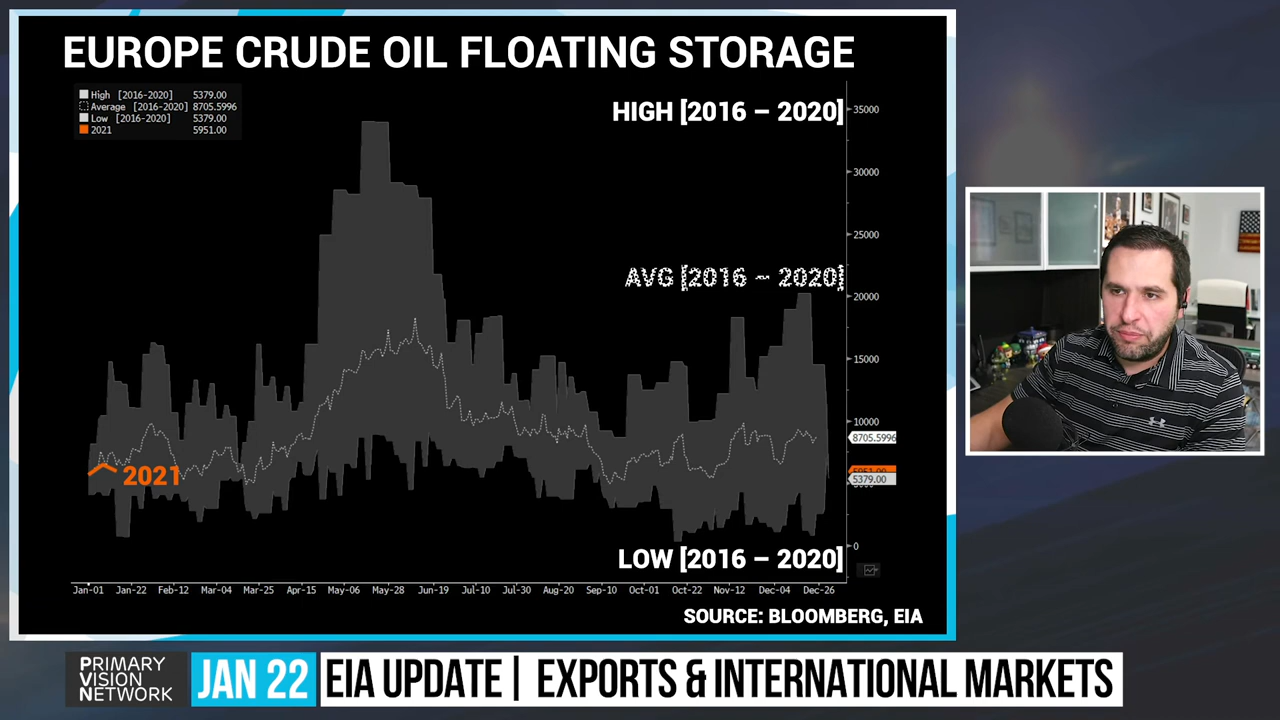 EUROPE CRUDE OIL FLOATING STORAGE
High [2016-2020] 5379.00
Average [2016-2020] 8705.5996
Low [2016-2020] 5379.00
2021 5951.00
HIGH [2016 – 2020]
35000
30000
25000
AVG [2016 – 2020]
20000
15000
10000
8705.5996
5951.00
5379.00
5000
2021
0
LOW [2016 – 2020]
Jan-01 Jan-22 Feb-12 Mar-04 Mar-25 Apr-15 May-06 May-28 Jun-19 Jul-10 Jul-30 Aug-20 Sep-10 Oct-01 Oct-22 Nov-12 Dec-04 Dec-26
SOURCE: BLOOMBERG, EIA
PRIMARY
VISION
NETWORK
JAN 22
EIA UPDATE | EXPORTS & INTERNATIONAL MARKETS